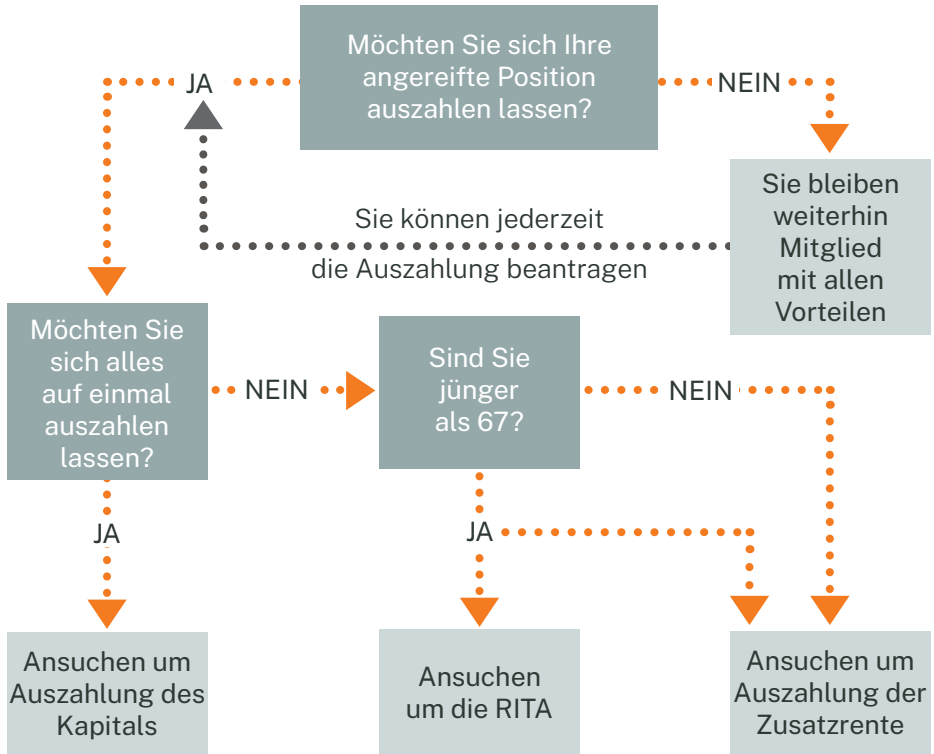 Möchten Sie sich Ihre
angereifte Position
auszahlen lassen?
JA
NEIN
Sie bleiben
weiterhin
Mitglied
mit allen
Vorteilen
Sie können jederzeit
die Auszahlung beantragen
Möchten Sie
sich alles
auf einmal
auszahlen
lassen?
NEIN
Sind Sie
jünger
als 67?
NEIN
JA
JA
Ansuchen um
Auszahlung des
Kapitals
Ansuchen
um die RITA
Ansuchen um
Auszahlung der
Zusatzrente